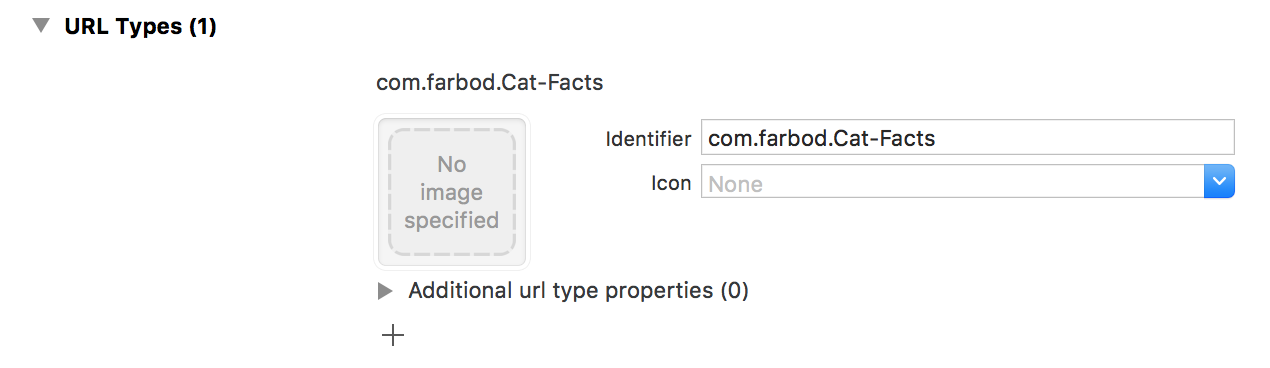 URL Types (1)
com.farbod.Cat-Facts
No
image
specified
Identifier
com.farbod.Cat-Facts
Icon
None
Additional url type properties (0)